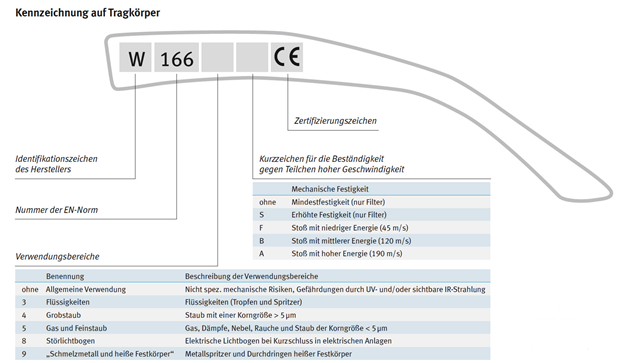 Kennzeichnung auf Tragkörper
W 166 CE
Zertifizierungszeichen
Identifikationszeichen
des Herstellers
Kurzzeichen für die Beständigkeit
gegen Teilchen hoher Geschwindigkeit
Mechanische Festigkeit
ohne Mindestfestigkeit (nur Filter)
S Erhöhte Festigkeit (nur Filter)
F Stoß mit niedriger Energie (45 m/s)
B Stoß mit mittlerer Energie (120 m/s)
A Stoß mit hoher Energie (190 m/s)
Nummer der EN-Norm
Verwendungsbereiche
Benennung Beschreibung der Verwendungsbereiche
ohne Allgemeine Verwendung Nicht spez. mechanische Risiken, Gefährdungen durch UV- und/oder sichtbare IR-Strahlung
3 Flüssigkeiten Flüssigkeiten (Tropfen und Spritzer)
4 Grobstaub Staub mit einer Korngröße > 5 µm
5 Gas und Feinstaub Gas, Dämpfe, Nebel, Rauche und Staub der Korngröße < 5 µm
8 Störlichtbogen Elektrische Lichtbogen bei Kurzschluss in elektrischen Anlagen
9 „Schmelzmetall und heiße Festkörper“ Metallspritzer und Durchdringen heißer Festkörper